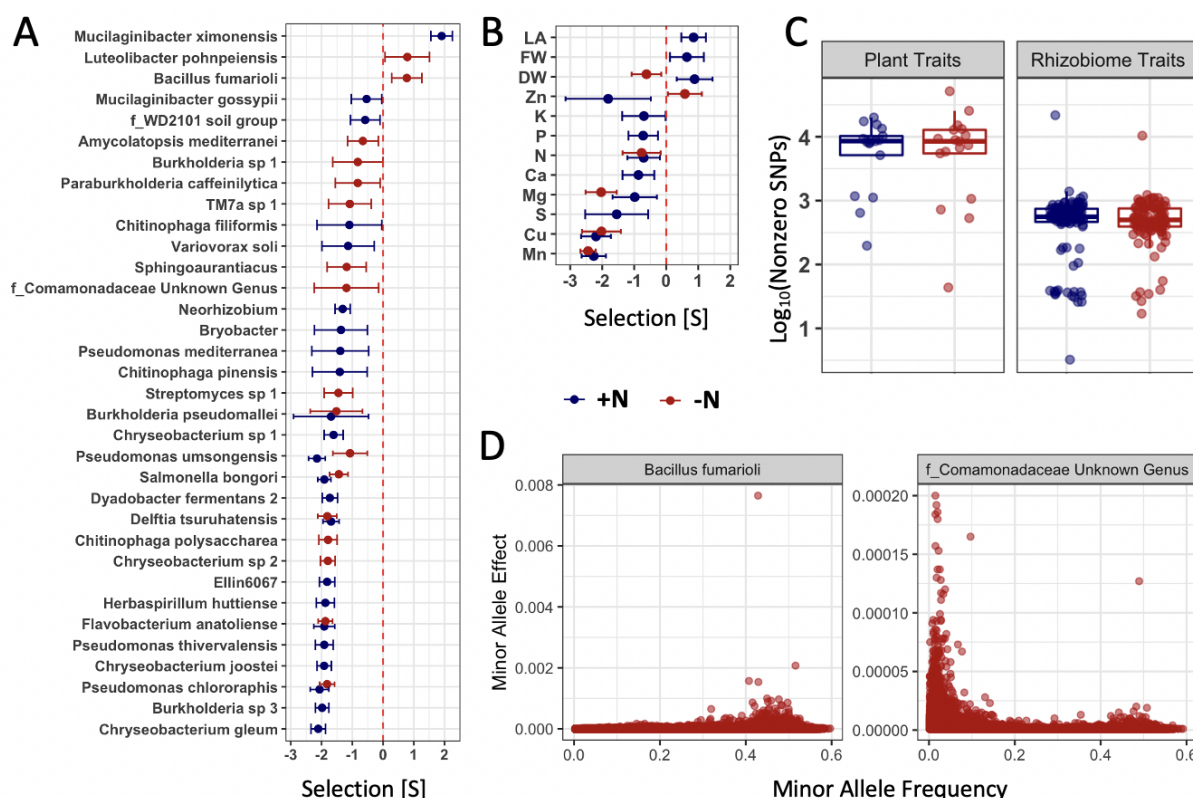 A
Mucilaginibacter ximonensis
Luteolibacter pohnpeiensis
Bacillus fumarioli
Mucilaginibacter gossypii
f_WD2101 soil group
Amycolatopsis mediterranei
Burkholderia sp 1
Paraburkholderia caffeinilytica
TM7a sp 1
Chitinophaga filiformis
Variovorax soli
Sphingoaurantiacus
f_Comamonadaceae Unknown Genus
Neorhizobium
Bryobacter
Pseudomonas mediterranea
Chitinophaga pinensis
Streptomyces sp 1
Burkholderia pseudomallei
Chryseobacterium sp 1
Pseudomonas umsongensis
Salmonella bongori
Dyadobacter fermentans 2
Delftia tsuruhatensis
Chitinophaga polysaccharea
Chryseobacterium sp 2
Ellin6067
Herbaspirillum huttiense
Flavobacterium anatoliense
Pseudomonas thivervalensis
Chryseobacterium joostei
Pseudomonas chlororaphis
Burkholderia sp 3
Chryseobacterium gleum
-3 -2 -1 0 1 2
Selection [S]
B
LA
FW
DW
Zn
K
P
N
Ca
Mg
S
Cu
Mn
-3 -2 -1 0 1 2
Selection [S]
+N -N
C
Plant Traits Rhizobiome Traits
Log₁₀(Nonzero SNPs)
4
3
2
1
D
Bacillus fumarioli f_Comamonadaceae Unknown Genus
Minor Allele Effect
0.008
0.006
0.004
0.002
0.000
0.0 0.2 0.4 0.6
0.00020
0.00015
0.00010
0.00005
0.00000
0.0 0.2 0.4 0.6
Minor Allele Frequency